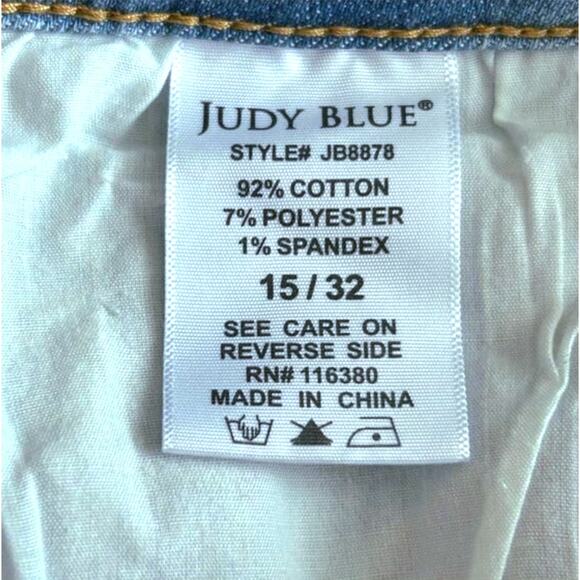 JUDY BLUE®
STYLE# JB8878
92% COTTON
7% POLYESTER
1% SPANDEX
15 / 32
SEE CARE ON
REVERSE SIDE
RN# 116380
MADE IN CHINA